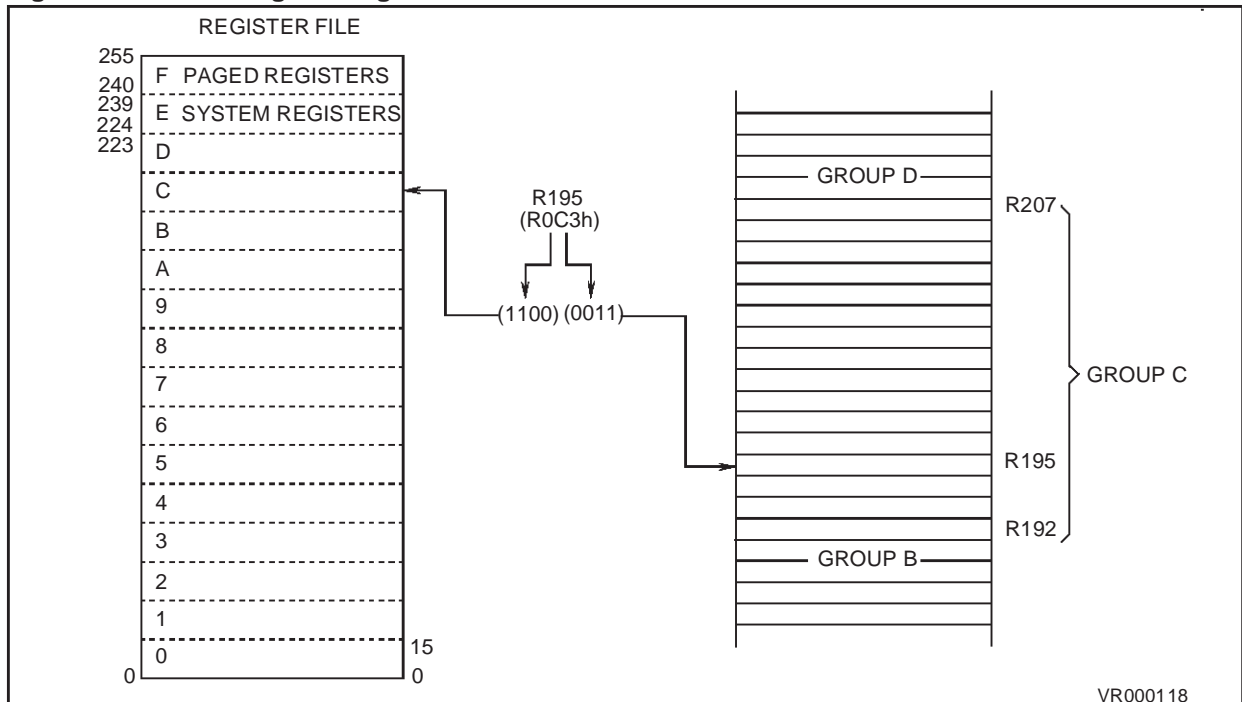 REGISTER FILE
255
240
239
224
223
F PAGED REGISTERS
E SYSTEM REGISTERS
D
C
B
A
9
8
7
6
5
4
3
2
1
0
15
0
0
R195
(R0C3h)
(1100) (0011)
GROUP D
R207
GROUP C
R195
R192
GROUP B
VR000118